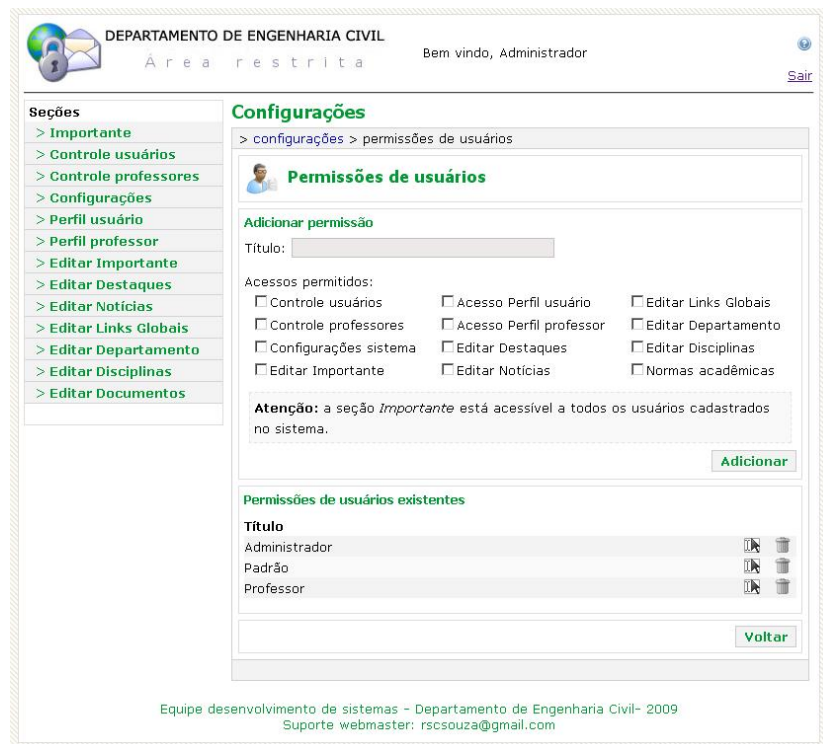 DEPARTAMENTO DE ENGENHARIA CIVIL
Área restrita
Bem vindo, Administrador
Sair
Seções
> Importante
> Controle usuários
> Controle professores
> Configurações
> Perfil usuário
> Perfil professor
> Editar Importante
> Editar Destaques
> Editar Notícias
> Editar Links Globais
> Editar Departamento
> Editar Disciplinas
> Editar Documentos
Configurações
> configurações > permissões de usuários
Permissões de usuários
Adicionar permissão
Título:
Acessos permitidos:
Controle usuários Acesso Perfil usuário Editar Links Globais
Controle professores Acesso Perfil professor Editar Departamento
Configurações sistema Editar Destaques Editar Disciplinas
Editar Importante Editar Notícias Normas acadêmicas
Atenção: a seção Importante está acessível a todos os usuários cadastrados
no sistema.
Adicionar
Permissões de usuários existentes
Título
Administrador
Padrão
Professor
Voltar
Equipe desenvolvimento de sistemas - Departamento de Engenharia Civil- 2009
Suporte webmaster: rscsouza@gmail.com